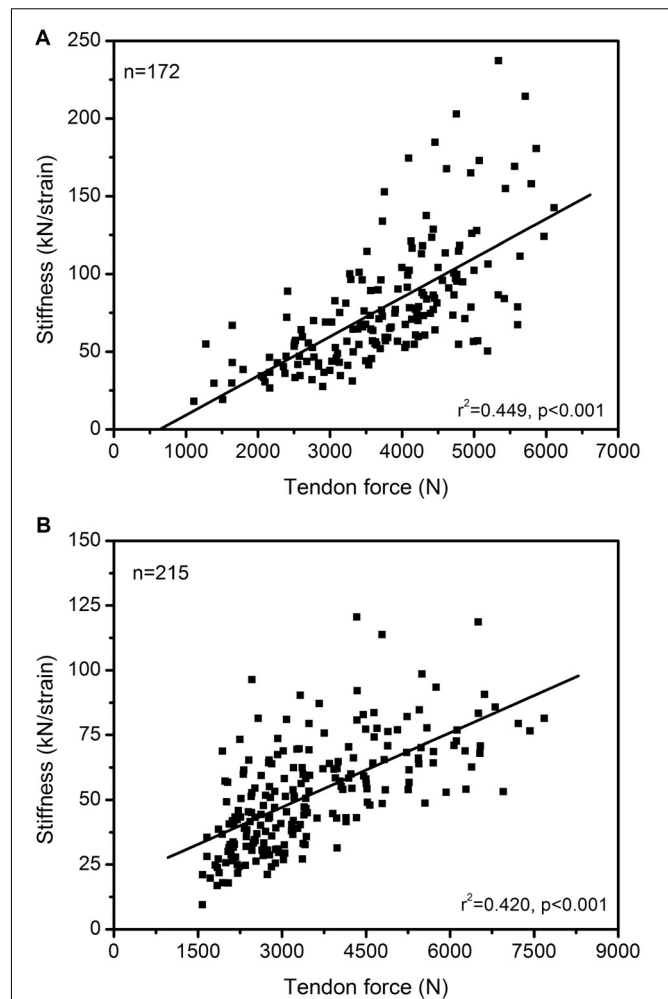 A
n=172
250
200
150
100
50
0
Stiffness (kN/strain)
r²=0.449, p<0.001
0 1000 2000 3000 4000 5000 6000 7000
Tendon force (N)
B
n=215
150
125
100
75
50
25
0
Stiffness (kN/strain)
r²=0.420, p<0.001
0 1500 3000 4500 6000 7500 9000
Tendon force (N)